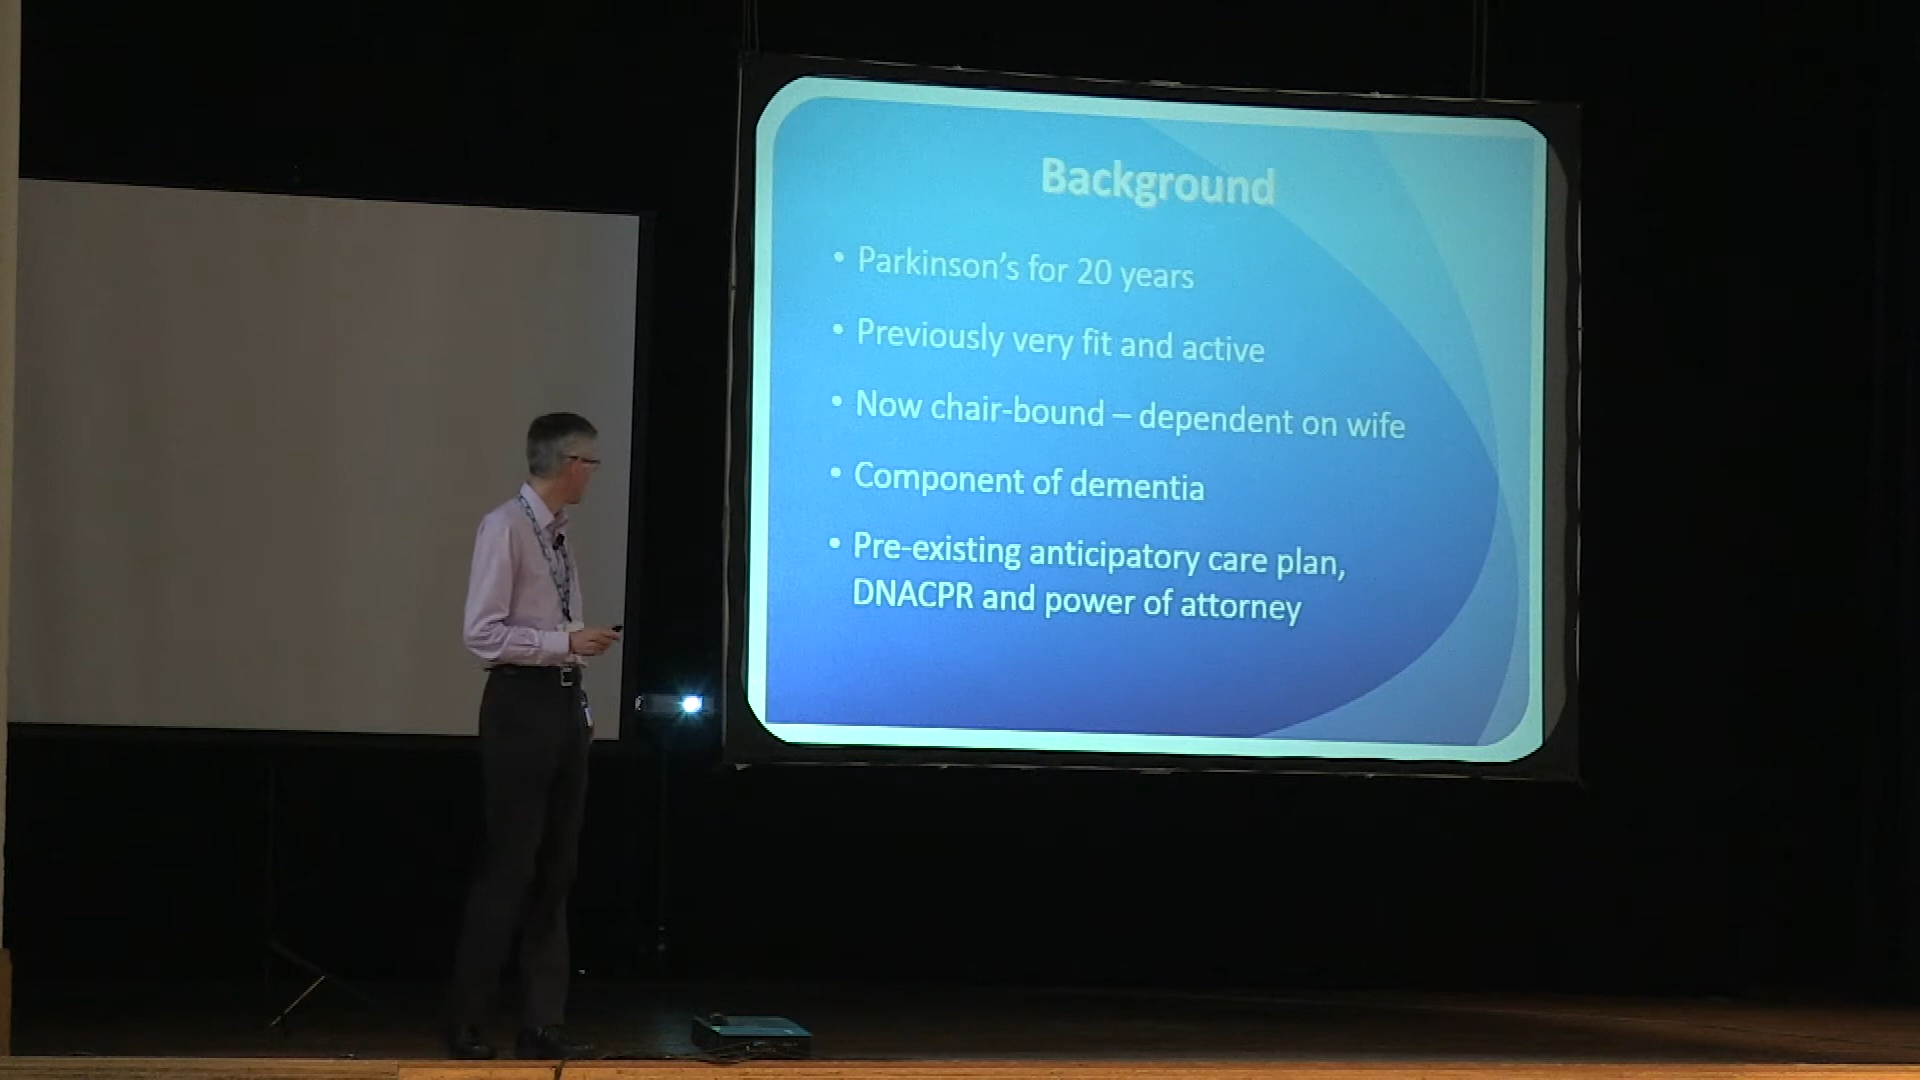 Background
• Parkinson's for 20 years
• Previously very fit and active
• Now chair-bound – dependent on wife
• Component of dementia
• Pre-existing anticipatory care plan,
DNACPR and power of attorney